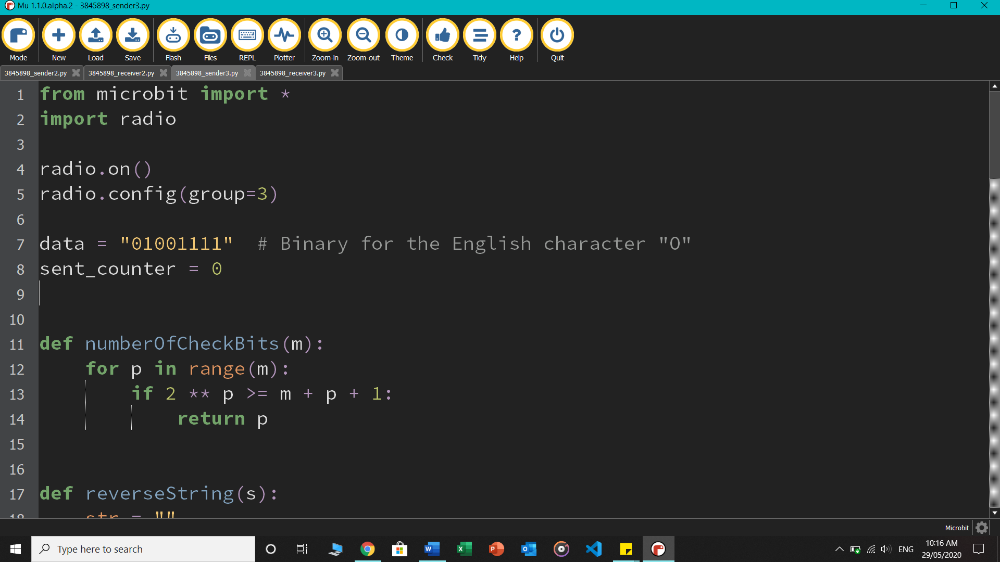 Mu 1.1.0.alpha.2 - 3845898_sender3.py
Mode New Load Save Flash Files REPL Plotter Zoom-in Zoom-out Theme Check Tidy Help Quit
3845898_sender2.py 3845898_receiver2.py 3845898_sender3.py 3845898_receiver3.py
1 from microbit import *
2 import radio
3
4 radio.on()
5 radio.config(group=3)
6
7 data = "01001111"  # Binary for the English character "O"
8 sent_counter = 0
9
10
11 def numberOfCheckBits(m):
12     for p in range(m):
13         if 2 ** p >= m + p + 1:
14             return p
15
16
17 def reverseString(s):
18     str = ""
Microbit
Type here to search
ENG
10:16 AM
29/05/2020